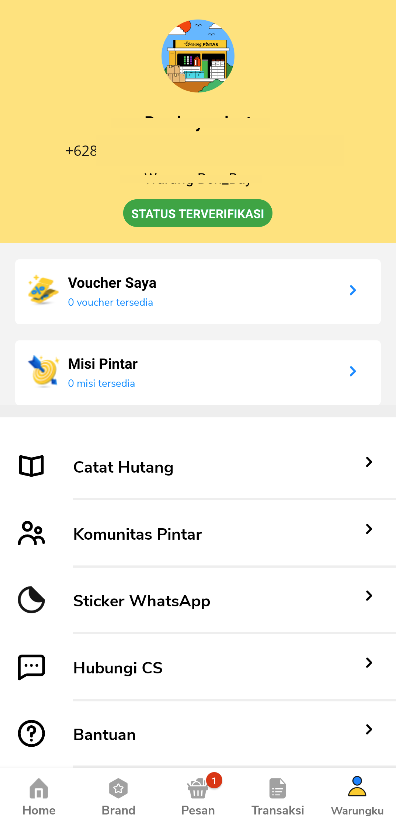 +628
STATUS TERVERIFIKASI
Voucher Saya
0 voucher tersedia
Misi Pintar
0 misi tersedia
Catat Hutang
Komunitas Pintar
Sticker WhatsApp
Hubungi CS
Bantuan
1
Home
Brand
Pesan
Transaksi
Warungku